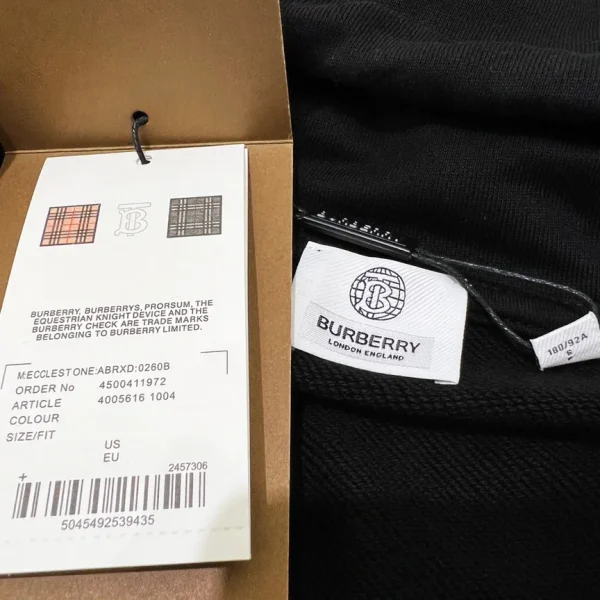 BURBERRY, BURBERRYS, PRORSUM, THE
EQUESTRIAN KNIGHT DEVICE AND THE
BURBERRY CHECK ARE TRADE MARKS
BELONGING TO BURBERRY LIMITED.
M:ECCLESTONE:ABRXD:0260B
ORDER No 4500411972
ARTICLE 4005616 1004
COLOUR
SIZE/FIT
US
EU
2457306
5045492539435
BURBERRY
LONDON ENGLAND
180/92A